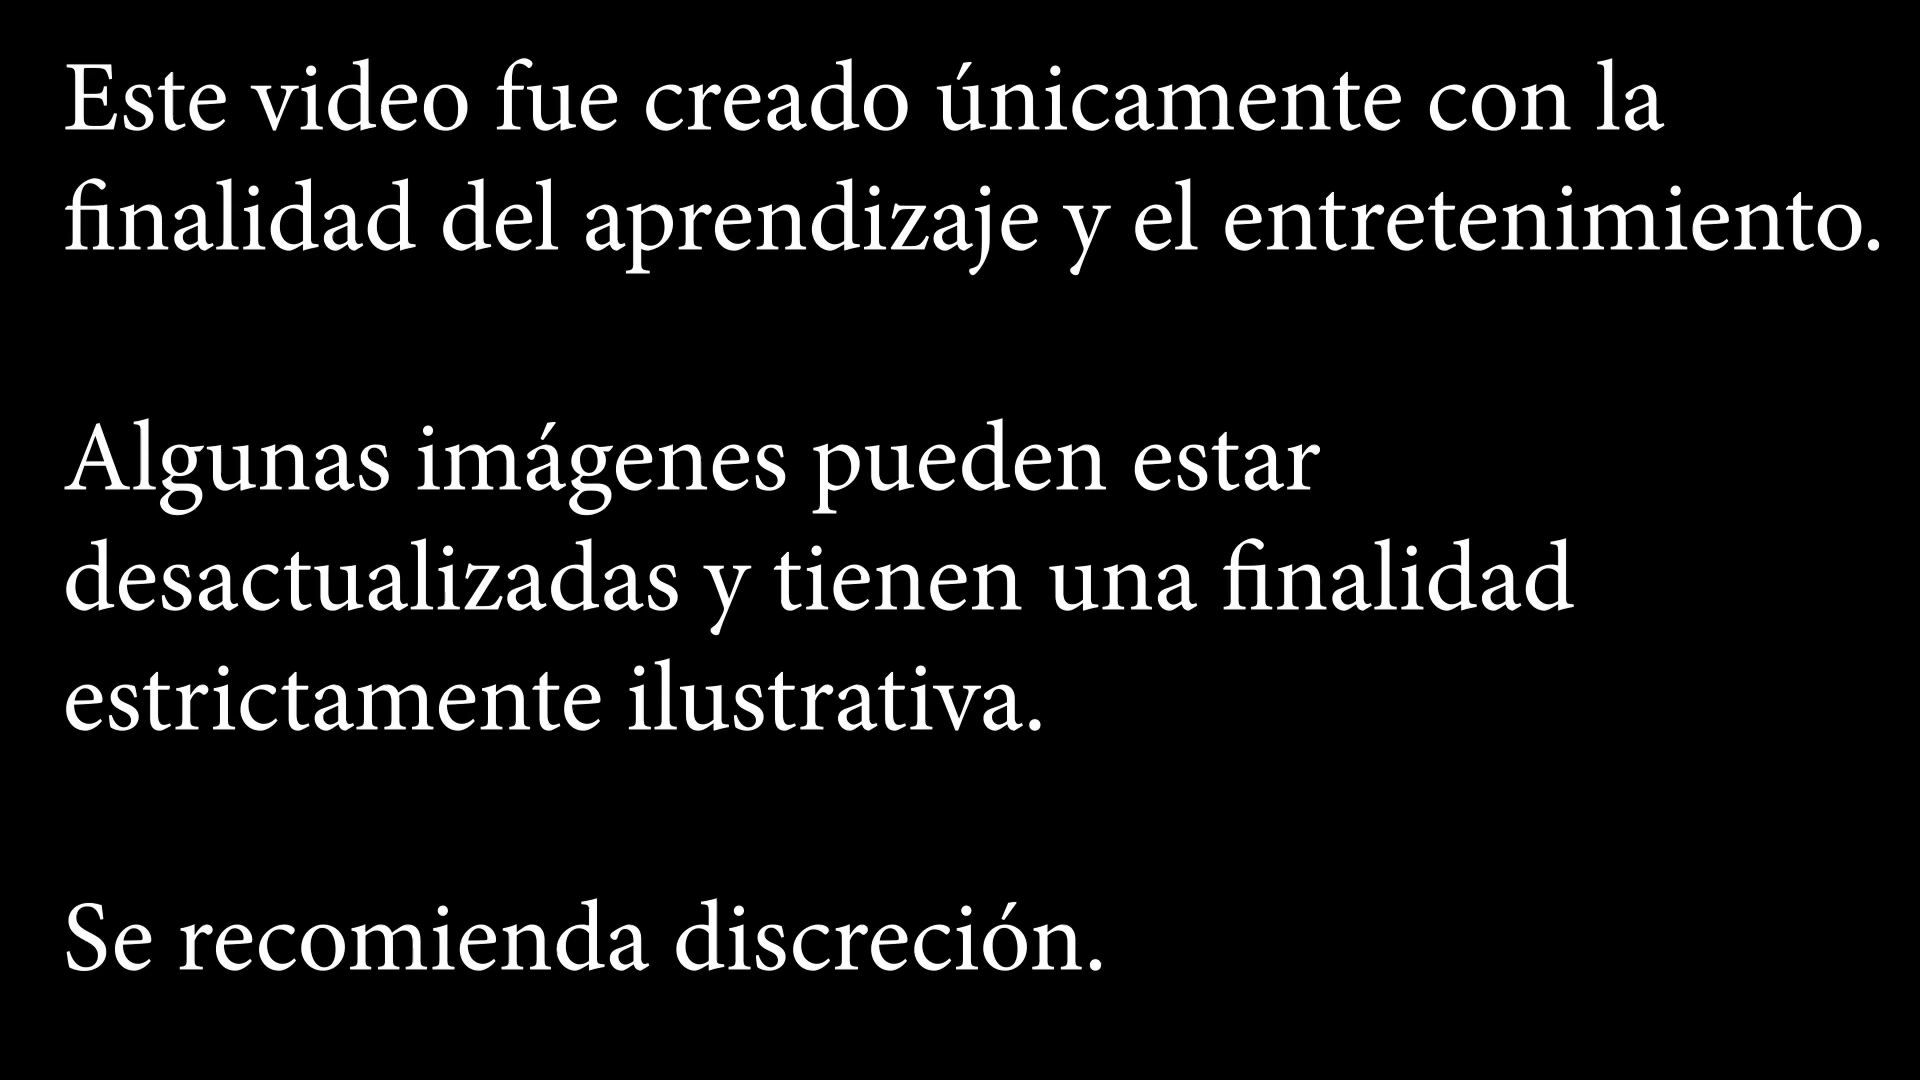 Este video fue creado únicamente con la
finalidad del aprendizaje y el entretenimiento.
Algunas imágenes pueden estar
desactualizadas y tienen una finalidad
estrictamente ilustrativa.
Se recomienda discreción.